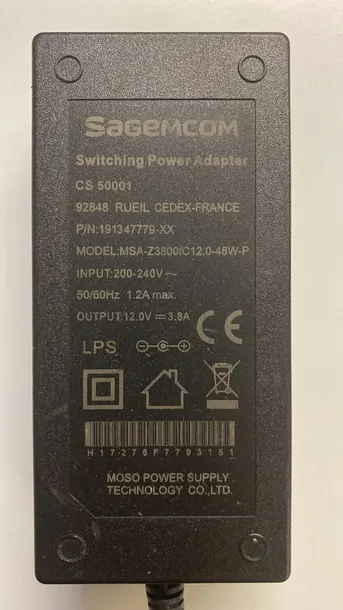 SAGEMCOM
Switching Power Adapter
CS 50001
92848 RUEIL CEDEX-FRANCE
P/N:191347779-XX
MODEL:MSA-Z3800IC12.0-48W-P
INPUT:200-240V~
50/60Hz 1.2A max.
OUTPUT:12.0V⎓3.8A
CE
LPS
H17276F7793151
MOSO POWER SUPPLY
TECHNOLOGY CO.,LTD.